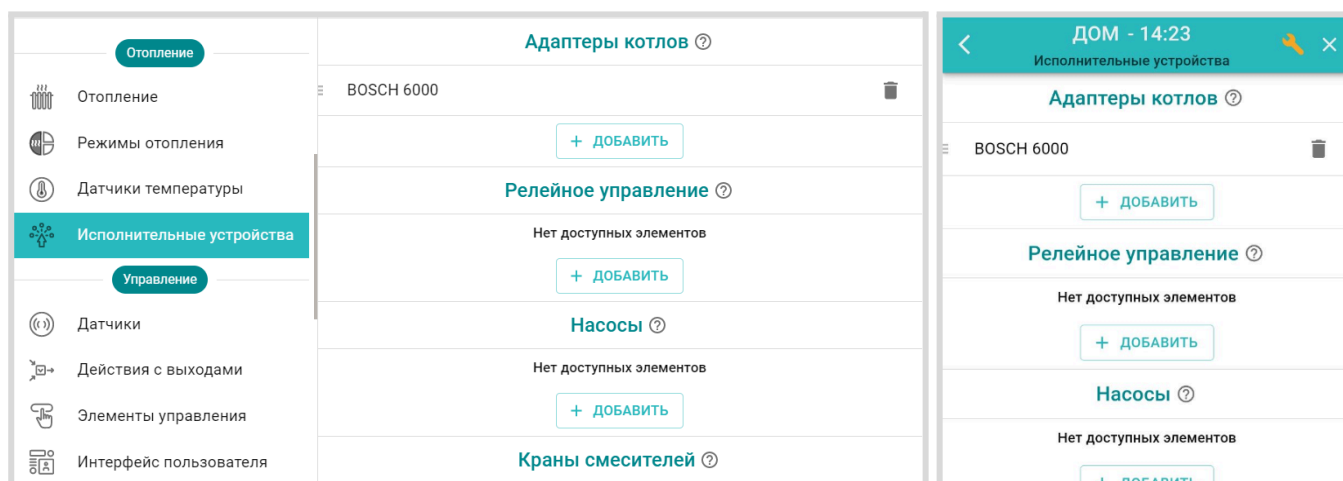 Отопление
Отопление
Режимы отопления
Датчики температуры
Исполнительные устройства
Управление
Датчики
Действия с выходами
Элементы управления
Интерфейс пользователя
Адаптеры котлов ?
BOSCH 6000
+ ДОБАВИТЬ
Релейное управление ?
Нет доступных элементов
+ ДОБАВИТЬ
Насосы ?
Нет доступных элементов
+ ДОБАВИТЬ
Краны смесителей ?
ДОМ - 14:23
Исполнительные устройства
Адаптеры котлов ?
BOSCH 6000
+ ДОБАВИТЬ
Релейное управление ?
Нет доступных элементов
+ ДОБАВИТЬ
Насосы ?
Нет доступных элементов
+ ДОБАВИТЬ